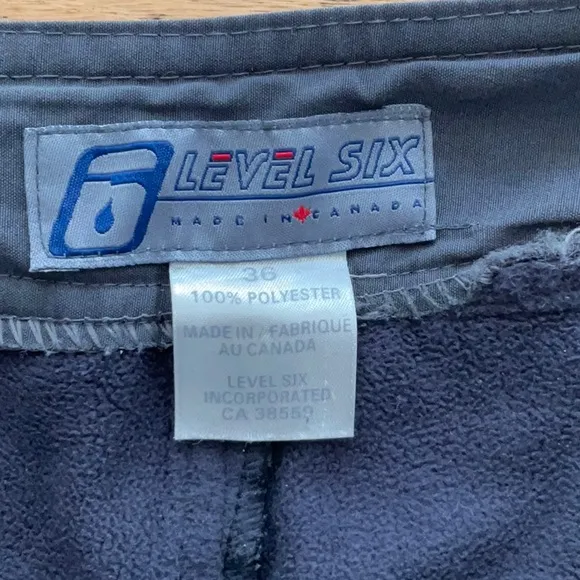 LEVEL SIX
MADE IN CANADA
36
100% POLYESTER
MADE IN / FABRIQUE
AU CANADA
LEVEL SIX
INCORPORATED
CA 38559